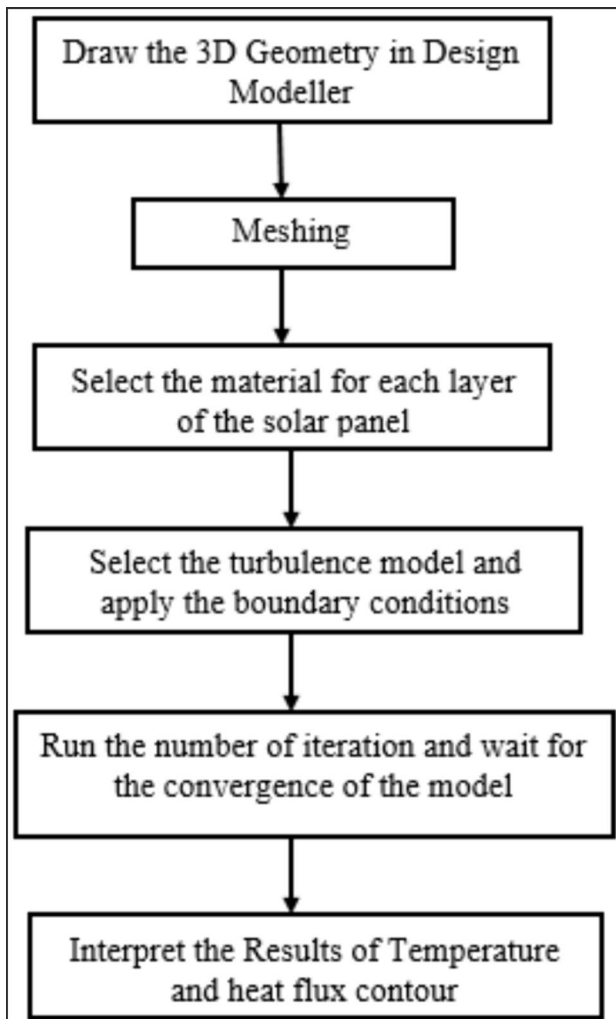 Draw the 3D Geometry in Design
Modeller
Meshing
Select the material for each layer
of the solar panel
Select the turbulence model and
apply the boundary conditions
Run the number of iteration and wait for
the convergence of the model
Interpret the Results of Temperature
and heat flux contour